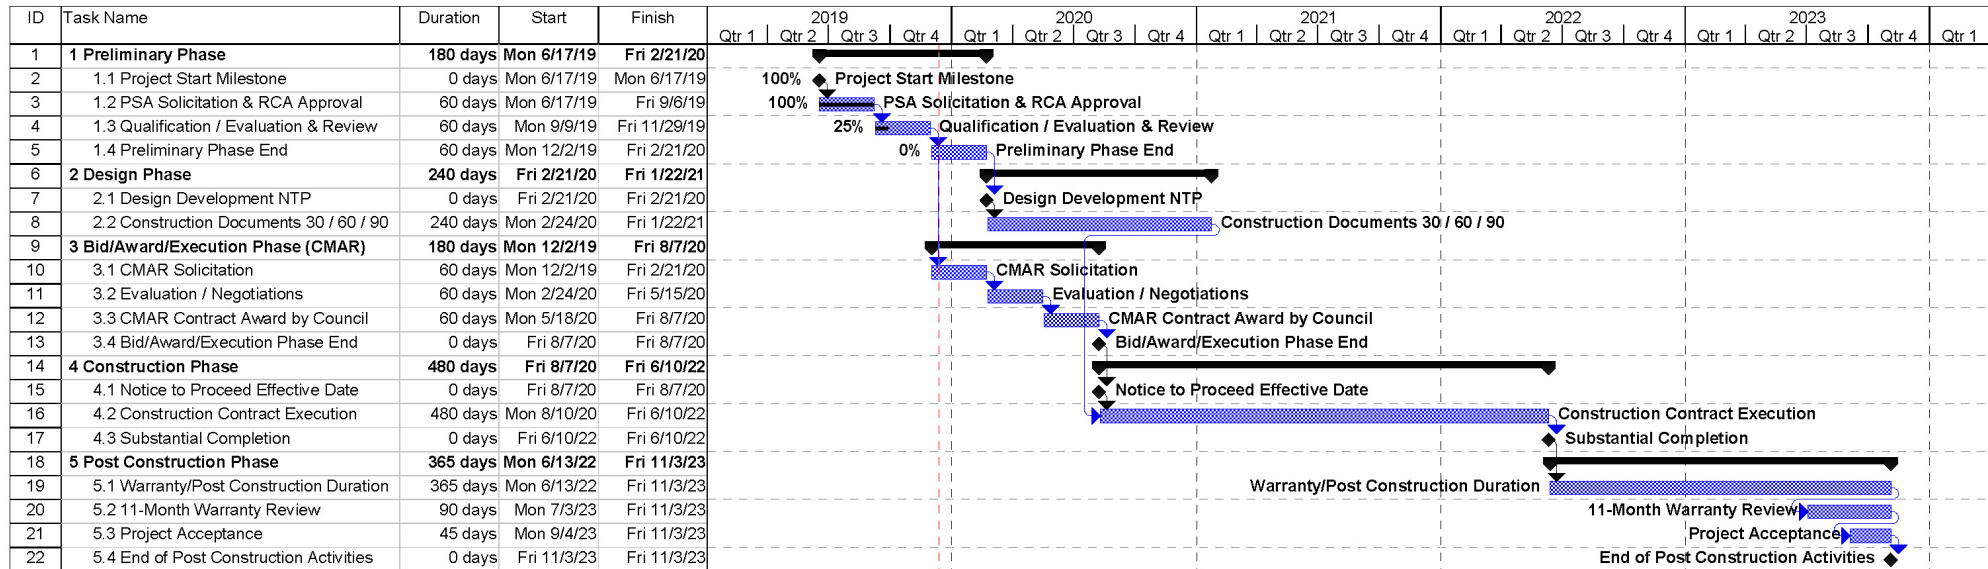 ID Task Name Duration Start Finish 2019 2020 2021 2022 2023
Qtr 1 Qtr 2 Qtr 3 Qtr 4 Qtr 1 Qtr 2 Qtr 3 Qtr 4 Qtr 1 Qtr 2 Qtr 3 Qtr 4 Qtr 1 Qtr 2 Qtr 3 Qtr 4 Qtr 1 Qtr 2 Qtr 3 Qtr 4 Qtr 1
1 1 Preliminary Phase 180 days Mon 6/17/19 Fri 2/21/20
2 1.1 Project Start Milestone 0 days Mon 6/17/19 Mon 6/17/19 100% Project Start Milestone
3 1.2 PSA Solicitation & RCA Approval 60 days Mon 6/17/19 Fri 9/6/19 100% PSA Solicitation & RCA Approval
4 1.3 Qualification / Evaluation & Review 60 days Mon 9/9/19 Fri 11/29/19 25% Qualification / Evaluation & Review
5 1.4 Preliminary Phase End 60 days Mon 12/2/19 Fri 2/21/20 0% Preliminary Phase End
6 2 Design Phase 240 days Fri 2/21/20 Fri 1/22/21
7 2.1 Design Development NTP 0 days Fri 2/21/20 Fri 2/21/20 Design Development NTP
8 2.2 Construction Documents 30 / 60 / 90 240 days Mon 2/24/20 Fri 1/22/21 Construction Documents 30 / 60 / 90
9 3 Bid/Award/Execution Phase (CMAR) 180 days Mon 12/2/19 Fri 8/7/20
10 3.1 CMAR Solicitation 60 days Mon 12/2/19 Fri 2/21/20 CMAR Solicitation
11 3.2 Evaluation / Negotiations 60 days Mon 2/24/20 Fri 5/15/20 Evaluation / Negotiations
12 3.3 CMAR Contract Award by Council 60 days Mon 5/18/20 Fri 8/7/20 CMAR Contract Award by Council
13 3.4 Bid/Award/Execution Phase End 0 days Fri 8/7/20 Fri 8/7/20 Bid/Award/Execution Phase End
14 4 Construction Phase 480 days Fri 8/7/20 Fri 6/10/22
15 4.1 Notice to Proceed Effective Date 0 days Fri 8/7/20 Fri 8/7/20 Notice to Proceed Effective Date
16 4.2 Construction Contract Execution 480 days Mon 8/10/20 Fri 6/10/22 Construction Contract Execution
17 4.3 Substantial Completion 0 days Fri 6/10/22 Fri 6/10/22 Substantial Completion
18 5 Post Construction Phase 365 days Mon 6/13/22 Fri 11/3/23
19 5.1 Warranty/Post Construction Duration 365 days Mon 6/13/22 Fri 11/3/23 Warranty/Post Construction Duration
20 5.2 11-Month Warranty Review 90 days Mon 7/3/23 Fri 11/3/23 11-Month Warranty Review
21 5.3 Project Acceptance 45 days Mon 9/4/23 Fri 11/3/23 Project Acceptance
22 5.4 End of Post Construction Activities 0 days Fri 11/3/23 Fri 11/3/23 End of Post Construction Activities